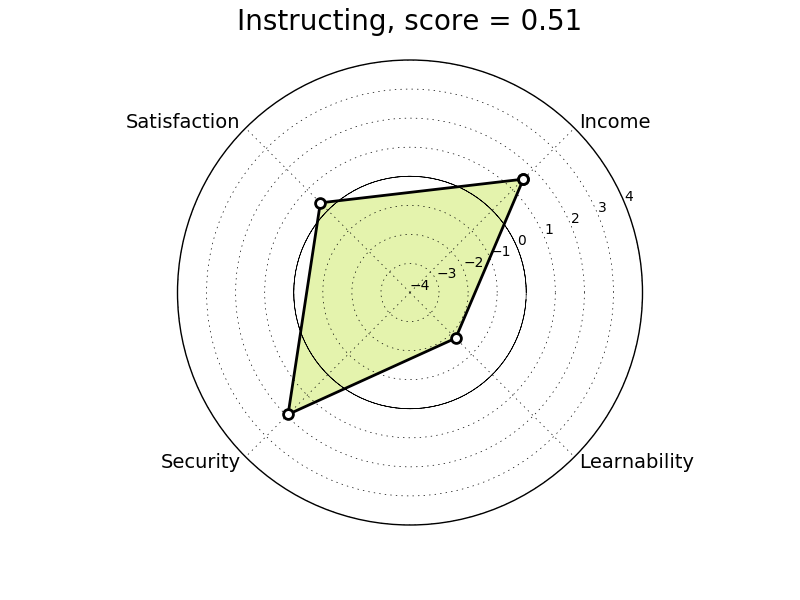 Instructing, score = 0.51
Satisfaction
Income
4
3
2
1
0
−1
−2
−3
−4
Security
Learnability